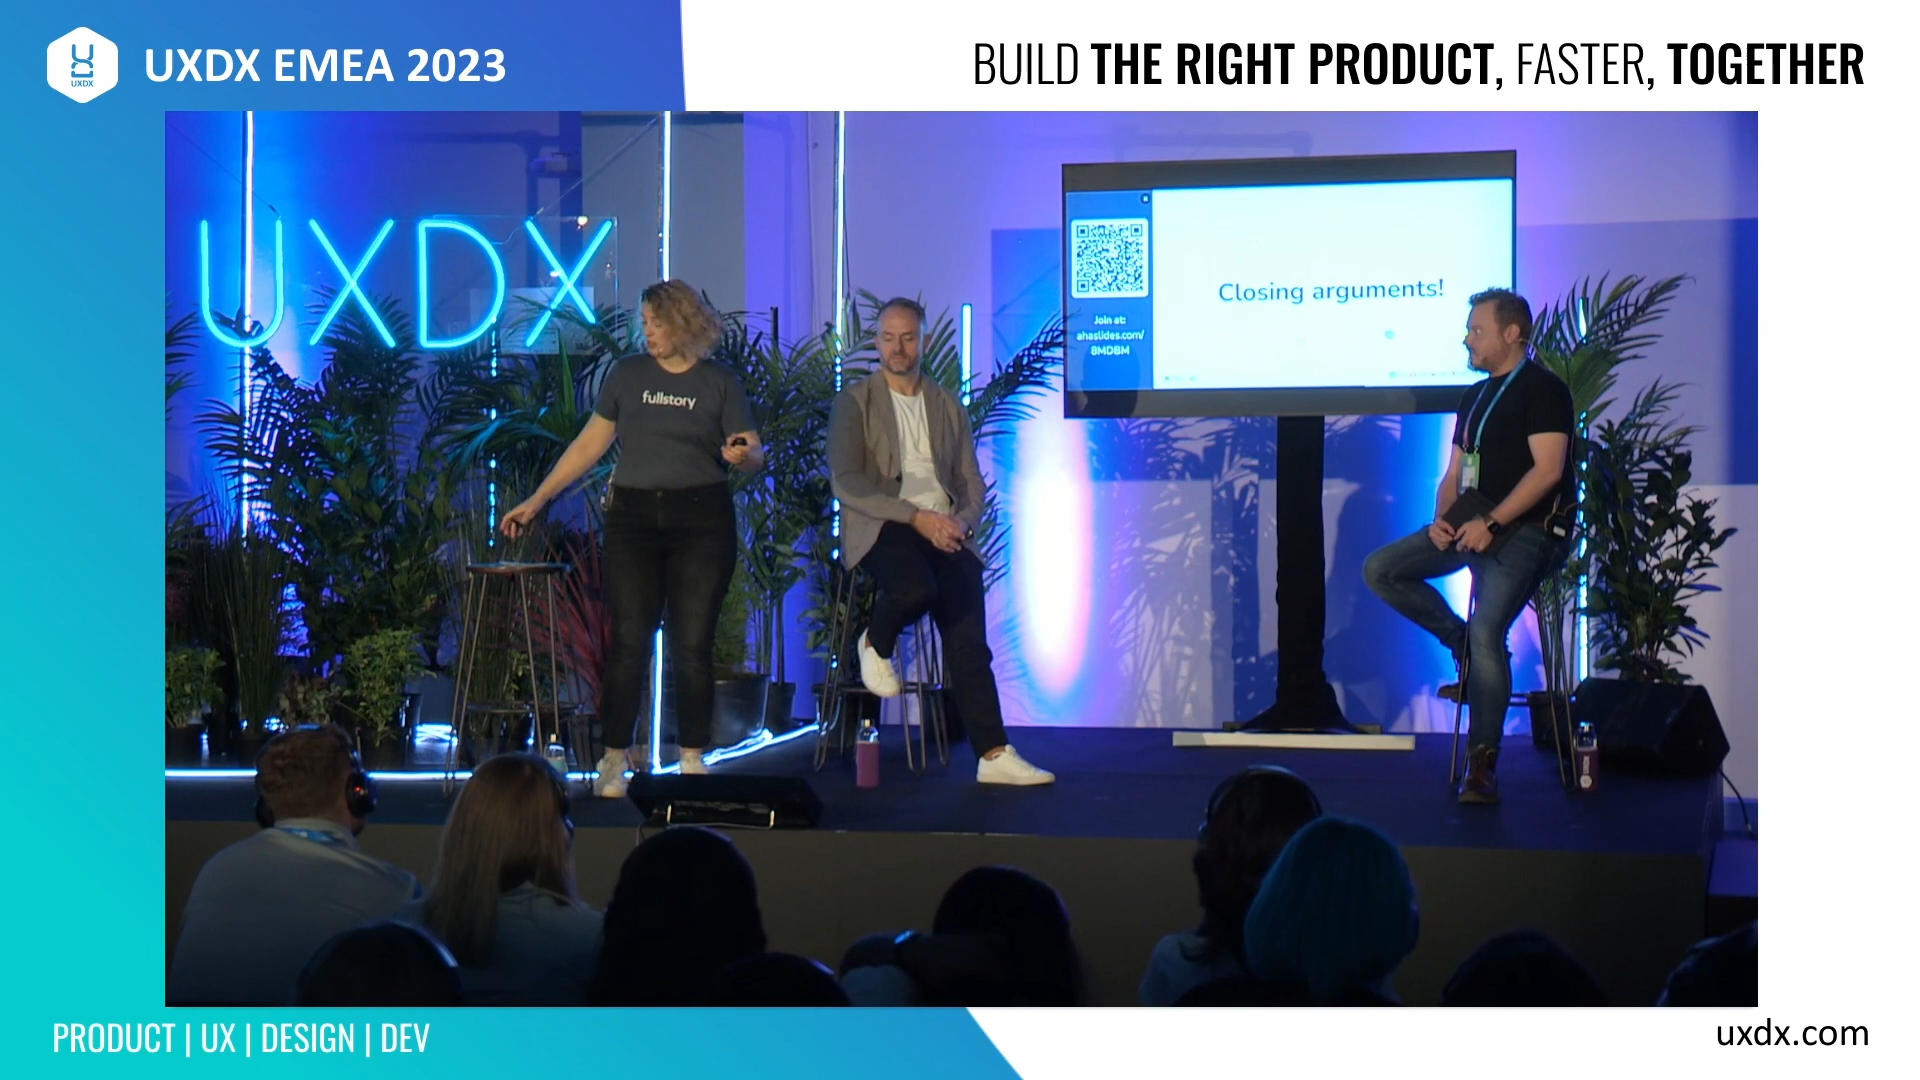 UXDX
UXDX EMEA 2023
BUILD THE RIGHT PRODUCT, FASTER, TOGETHER
UXDX
fullstory
Closing arguments!
Join at:
ahaslides.com/
8MDBM
PRODUCT | UX | DESIGN | DEV
uxdx.com